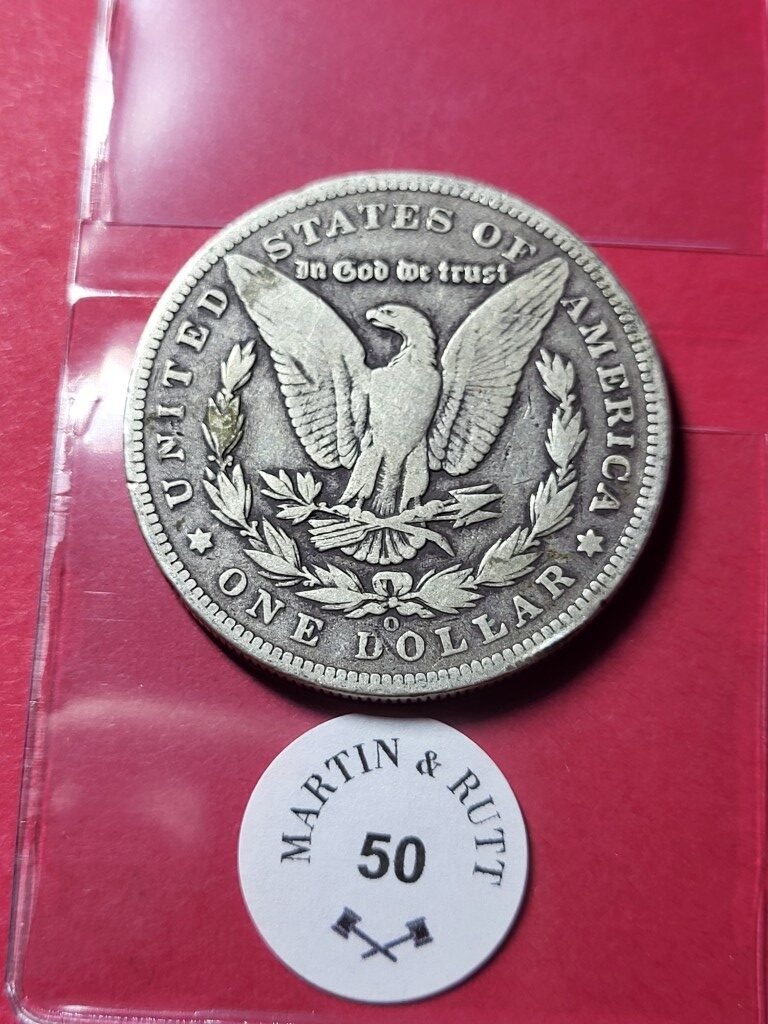 UNITED STATES OF AMERICA
In God we trust
ONE DOLLAR
O
MARTIN & RUTT
50